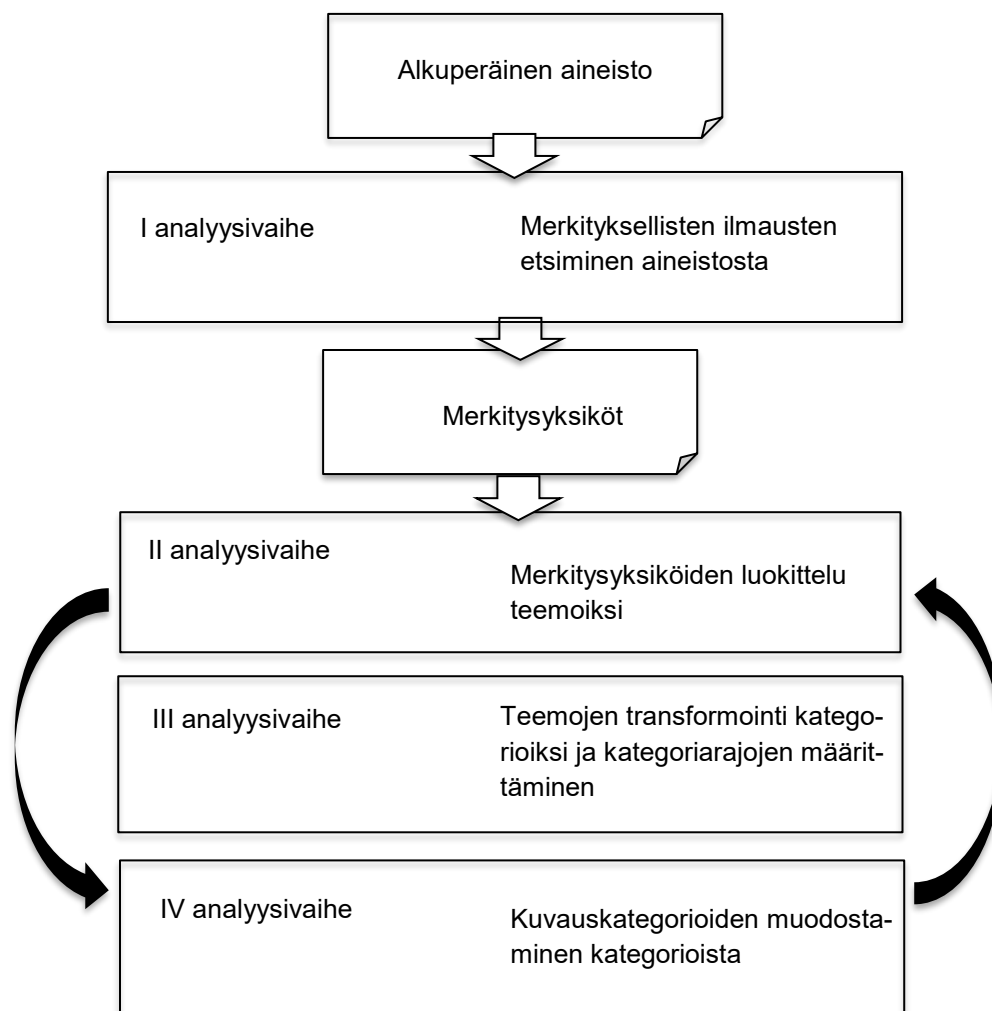 Alkuperäinen aineisto
I analyysivaihe
Merkityksellisten ilmausten
etsiminen aineistosta
Merkitysyksiköt
II analyysivaihe
Merkitysyksiköiden luokittelu
teemoiksi
III analyysivaihe
Teemojen transformointi katego-
rioiksi ja kategoriarajojen määrit-
täminen
IV analyysivaihe
Kuvauskategorioiden muodosta-
minen kategorioista